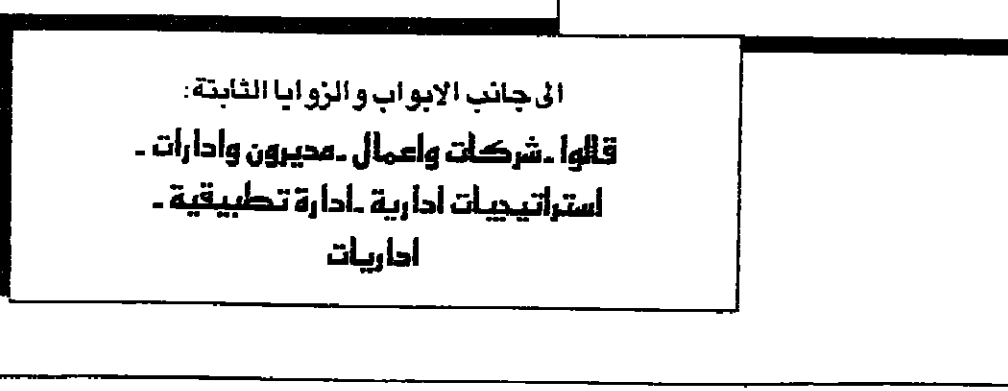 الى جانب الابواب والزوايا الثابتة:
قالوا - شركات واعمال - مديرون وادارات -
استراتيجيات ادارية - ادارة تطبيقية -
اداريات